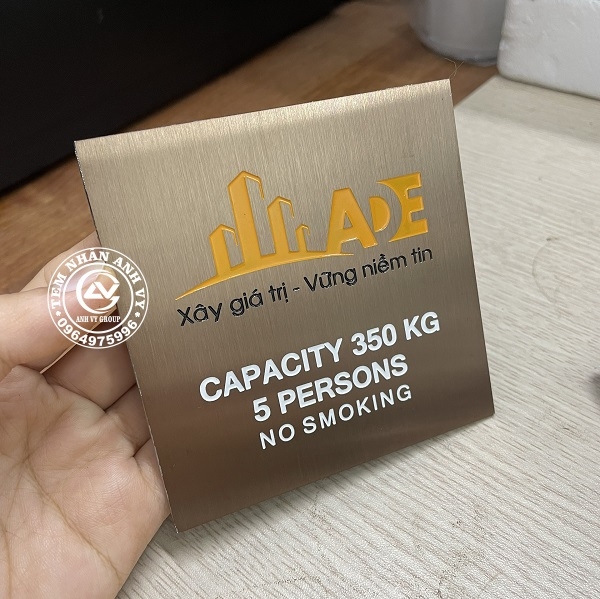 ADE
Xây giá trị - Vững niềm tin
CAPACITY 350 KG
5 PERSONS
NO SMOKING
TEM NHÃN ANH VY
ANH VY GROUP
0964975996